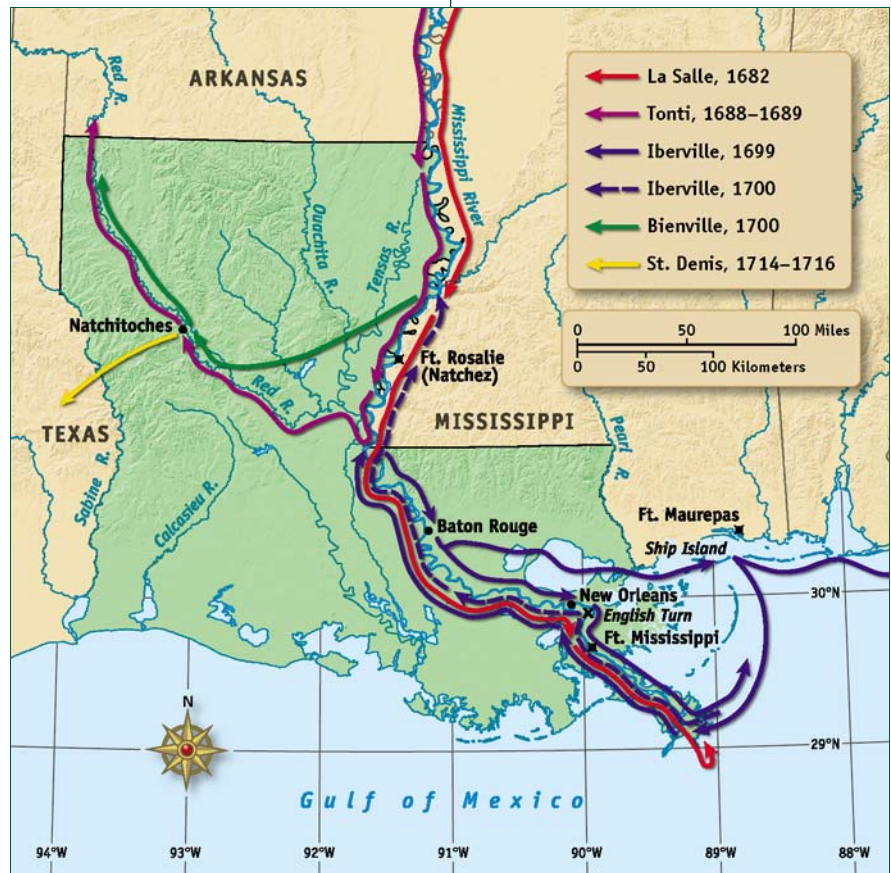 Red R.
ARKANSAS
Mississippi River
La Salle, 1682
Tonti, 1688–1689
Iberville, 1699
Iberville, 1700
Bienville, 1700
St. Denis, 1714–1716
Ouachita R.
Tensas R.
0 50 100 Miles
0 50 100 Kilometers
Natchitoches
Ft. Rosalie
(Natchez)
Red R.
MISSISSIPPI
TEXAS
Sabine R.
Calcasieu R.
Pearl R.
Baton Rouge
Ft. Maurepas
Ship Island
New Orleans
30°N
English Turn
Ft. Mississippi
N
29°N
Gulf of Mexico
94°W 93°W 92°W 91°W 90°W 89°W 88°W